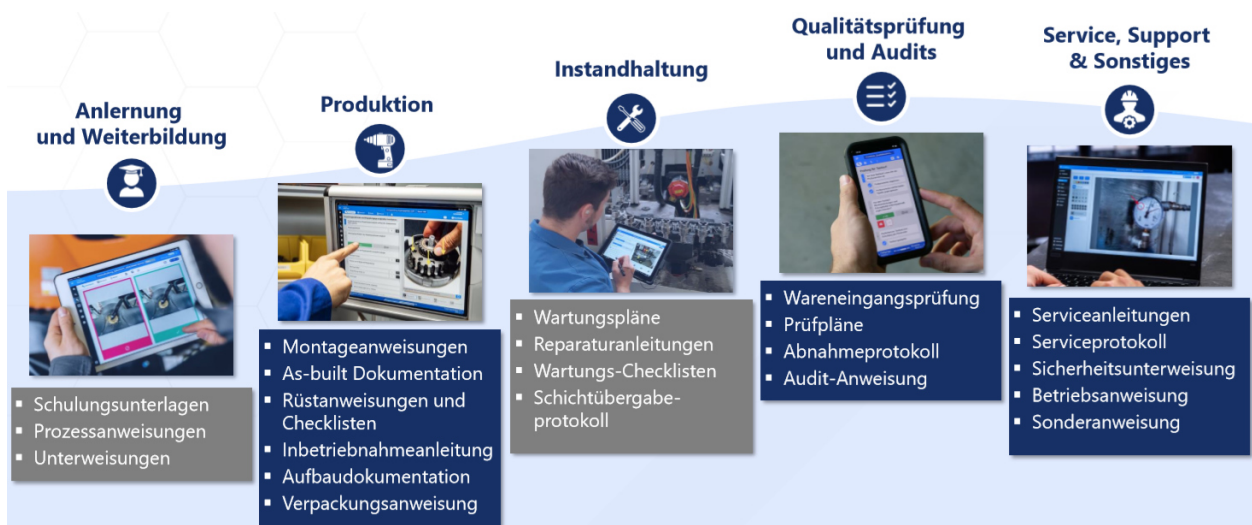 Anlernung
und Weiterbildung
Schulungsunterlagen
Prozessanweisungen
Unterweisungen
Produktion
Montageanweisungen
As-built Dokumentation
Rüstanweisungen und
Checklisten
Inbetriebnahmeanleitung
Aufbaudokumentation
Verpackungsanweisung
Instandhaltung
Wartungspläne
Reparaturanleitungen
Wartungs-Checklisten
Schichtübergabe-
protokoll
Qualitätsprüfung
und Audits
Wareneingangsprüfung
Prüfpläne
Abnahmeprotokoll
Audit-Anweisung
Service, Support
& Sonstiges
Serviceanleitungen
Serviceprotokoll
Sicherheitsunterweisung
Betriebsanweisung
Sonderanweisung